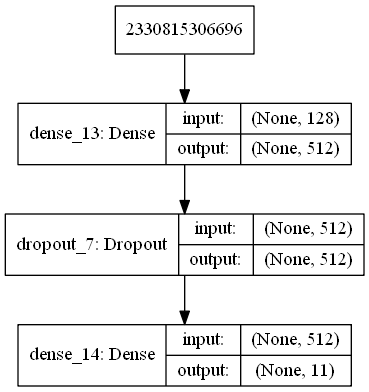 2330815306696
dense_13: Dense
input: (None, 128)
output: (None, 512)
dropout_7: Dropout
input: (None, 512)
output: (None, 512)
dense_14: Dense
input: (None, 512)
output: (None, 11)